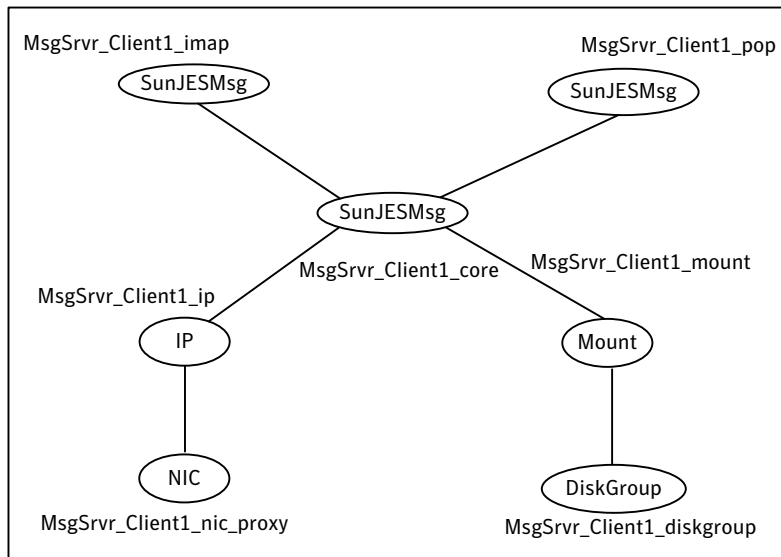 MsgSrvr_Client1_imap
MsgSrvr_Client1_pop
SunJESMsg
SunJESMsg
SunJESMsg
MsgSrvr_Client1_core
MsgSrvr_Client1_mount
MsgSrvr_Client1_ip
IP
Mount
NIC
DiskGroup
MsgSrvr_Client1_nic_proxy
MsgSrvr_Client1_diskgroup